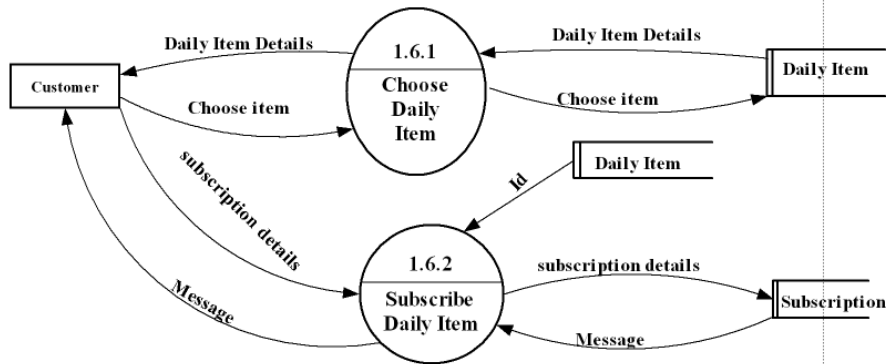 Daily Item Details
1.6.1
Daily Item Details
Customer
Choose
Daily
Item
Daily Item
Choose item
Choose item
subscription details
Id
Daily Item
1.6.2
Subscribe
Daily Item
subscription details
Subscription
Message
Message